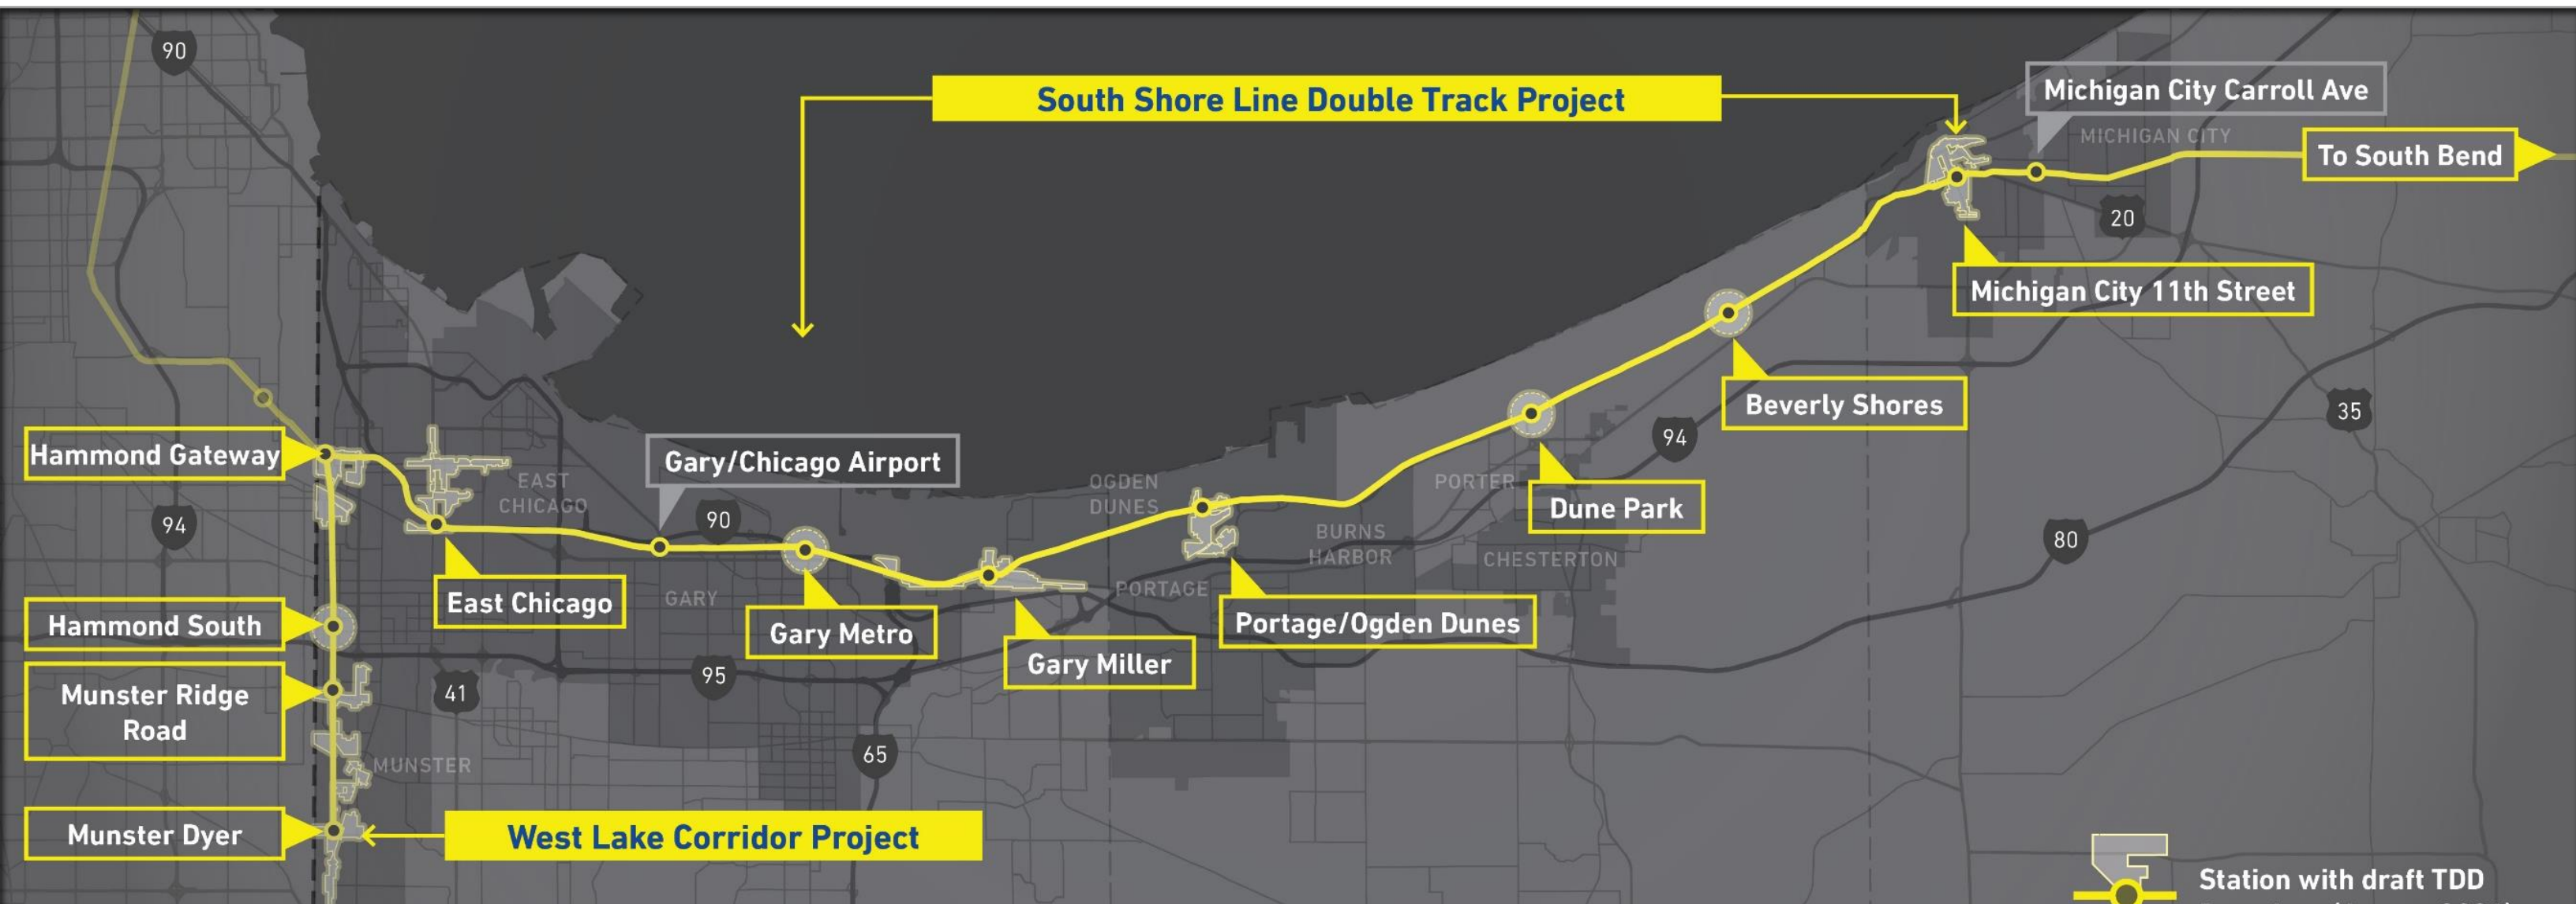 90
South Shore Line Double Track Project
Michigan City Carroll Ave
MICHIGAN CITY
To South Bend
20
Michigan City 11th Street
Beverly Shores
35
94
Hammond Gateway
Gary/Chicago Airport
EAST
CHICAGO
90
OGDEN
DUNES
PORTER
Dune Park
94
BURNS
HARBOR
CHESTERTON
80
East Chicago
GARY
PORTAGE
Hammond South
Gary Metro
Portage/Ogden Dunes
Gary Miller
95
41
Munster Ridge
Road
65
MUNSTER
Munster Dyer
West Lake Corridor Project
Station with draft TDD